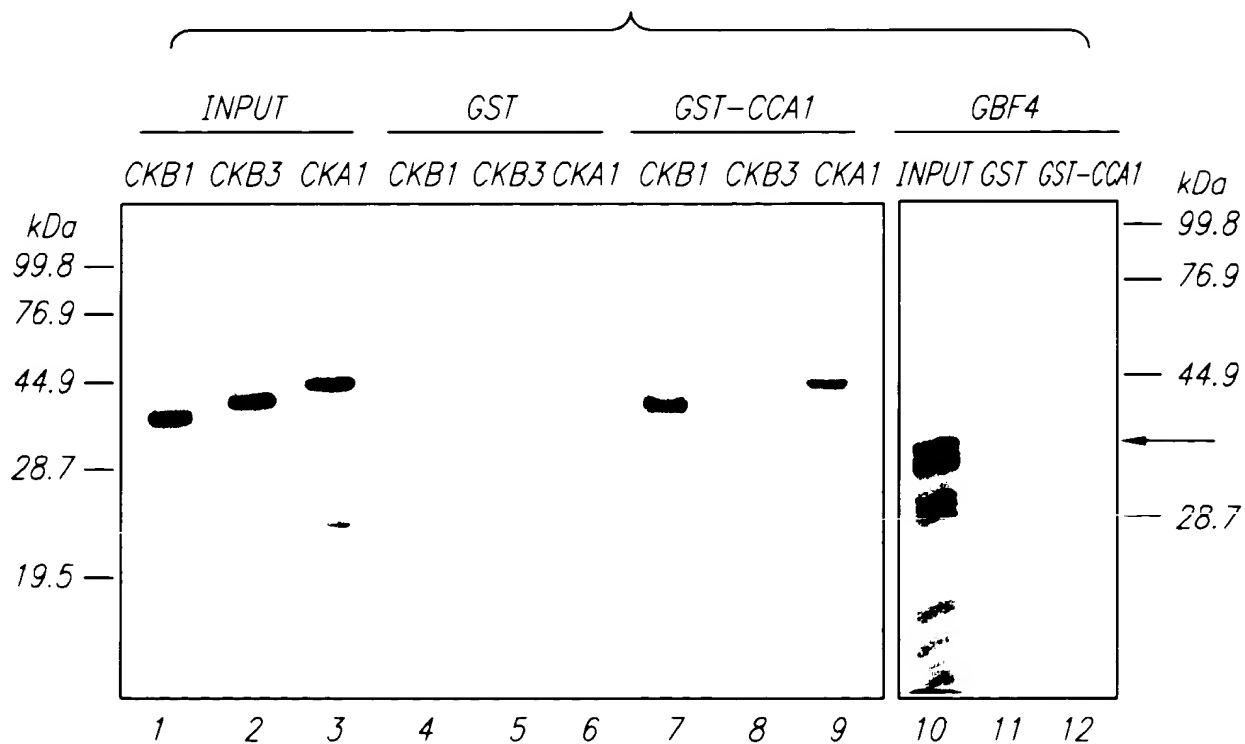 INPUT GST GST-CCA1 GBF4
CKB1 CKB3 CKA1 CKB1 CKB3 CKA1 CKB1 CKB3 CKA1 INPUT GST GST-CCA1 kDa
kDa
99.8
99.8
76.9
76.9
44.9
44.9
28.7
28.7
19.5
1 2 3 4 5 6 7 8 9 10 11 12